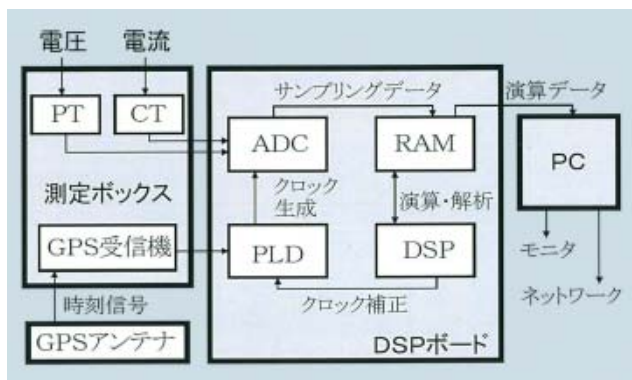 電圧
電流
サンプリングデータ
演算データ
PT
CT
ADC
RAM
PC
測定ボックス
クロック
生成
演算・解析
GPS受信機
PLD
DSP
モニタ
時刻信号
クロック補正
ネットワーク
GPSアンテナ
DSPボード